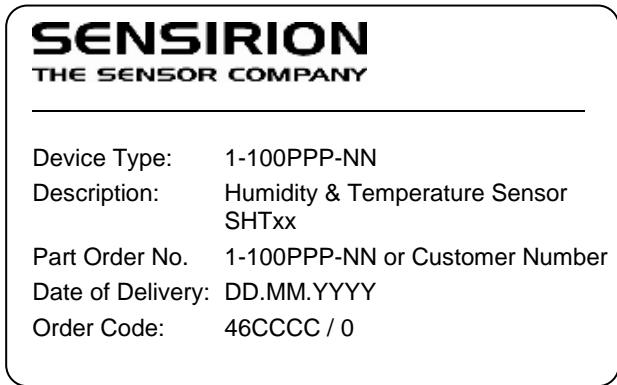 SENSIRION
THE SENSOR COMPANY
Device Type: 1-100PPP-NN
Description: Humidity & Temperature Sensor
SHTxx
Part Order No. 1-100PPP-NN or Customer Number
Date of Delivery: DD.MM.YYYY
Order Code: 46CCCC / 0